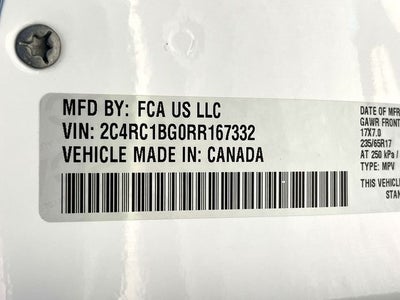 MFD BY: FCA US LLC
VIN: 2C4RC1BG0RR167332
VEHICLE MADE IN: CANADA
DATE OF MFR
GAWR FRONT
17X7.0
235/65R17
AT 250 kPa /
TYPE: MPV
THIS VEHICLE
STAN